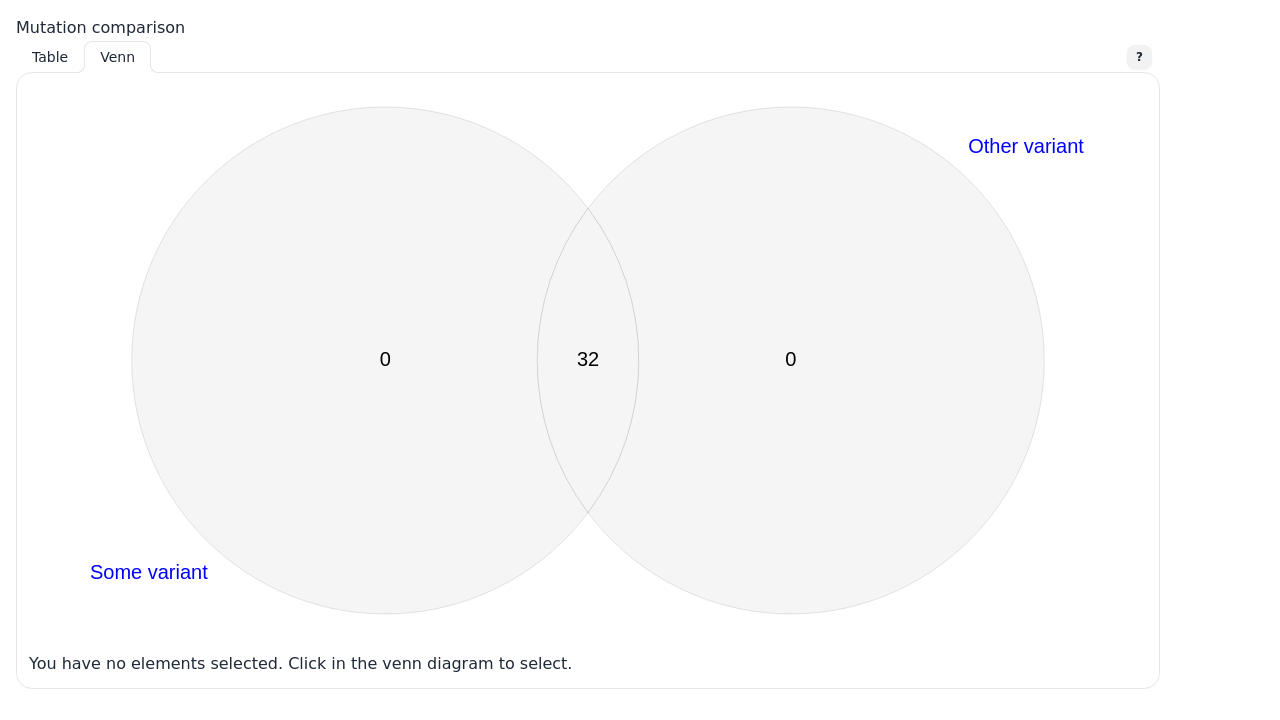 Mutation comparison
Table Venn ?
Other variant
0 32 0
Some variant
You have no elements selected. Click in the venn diagram to select.